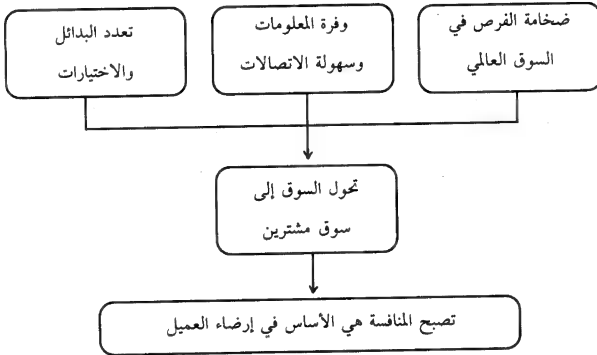 ضخامة الفرص في
السوق العالمي
وفرة المعلومات
وسهولة الاتصالات
تعدد البدائل
والاختيارات
تحول السوق إلى
سوق مشترين
تصبح المنافسة هي الأساس في إرضاء العميل